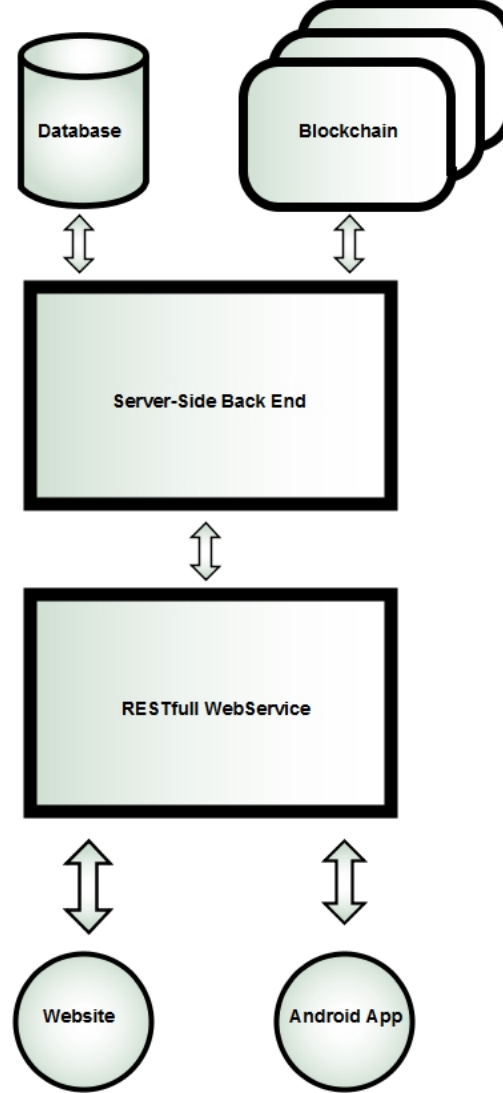 Database
Blockchain
Server-Side Back End
RESTfull WebService
Website
Android App